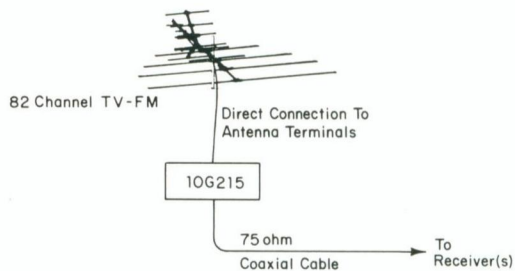 82 Channel TV-FM
Direct Connection To
Antenna Terminals
10G215
75 ohm
Coaxial Cable
To
Receiver(s)